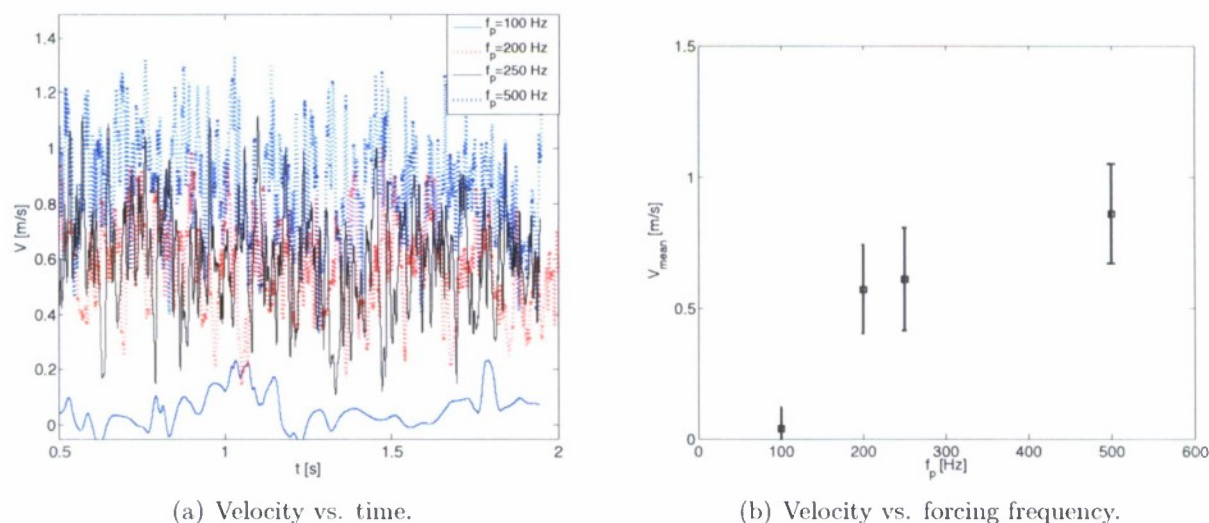 1.4
1.2
1
0.8
0.6
0.4
0.2
0
V [m/s]
0.5
1
1.5
2
t [s]
f_p=100 Hz
f_p=200 Hz
f_p=250 Hz
f_p=500 Hz
(a) Velocity vs. time.
1.5
1
0.5
0
V_mean [m/s]
0
100
200
300
400
500
600
f_p [Hz]
(b) Velocity vs. forcing frequency.